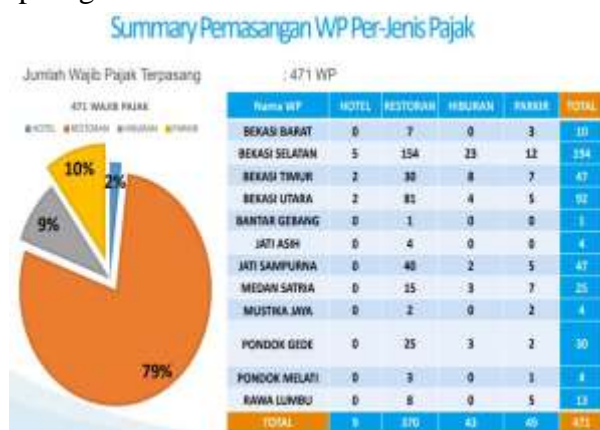 Summary Pemasangan WP Per-Jenis Pajak
Jumlah Wajib Pajak Terpasang : 471 WP
471 WAJIB PAJAK
HOTEL RESTORAN HIBURAN PARKIR
10%
2%
9%
79%
Nama WP HOTEL RESTORAN HIBURAN PARKIR TOTAL
BEKASI BARAT 0 7 0 3 10
BEKASI SELATAN 5 154 23 12 194
BEKASI TIMUR 2 30 8 7 47
BEKASI UTARA 2 81 4 5 92
BANTAR GEBANG 0 1 0 0 1
JATI ASIH 0 4 0 0 4
JATI SAMPURNA 0 40 2 5 47
MEDAN SATRIA 0 15 3 7 25
MUSTIKA JAYA 0 2 0 2 4
PONDOK GEDE 0 25 3 2 30
PONDOK MELATI 0 3 0 1 4
RAWA LUMBU 0 8 0 5 13
TOTAL 9 370 43 49 471